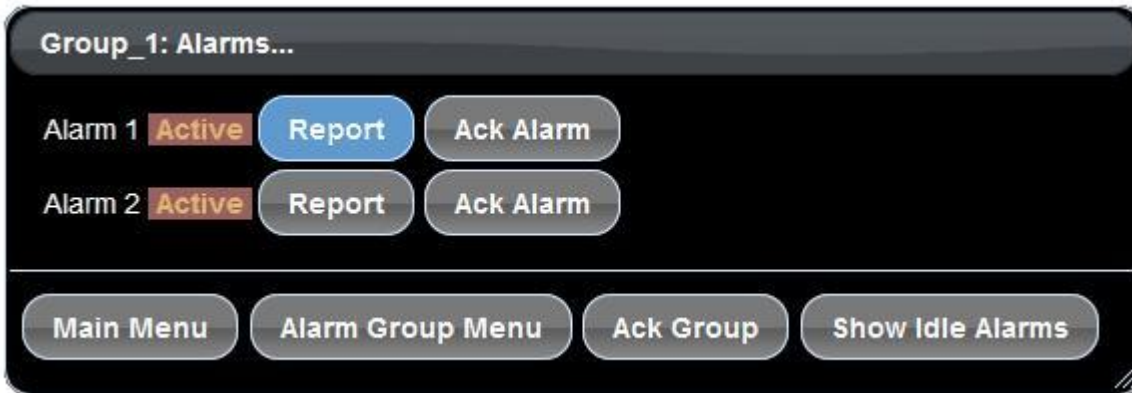 Group_1: Alarms...
Alarm 1 Active Report Ack Alarm
Alarm 2 Active Report Ack Alarm
Main Menu Alarm Group Menu Ack Group Show Idle Alarms